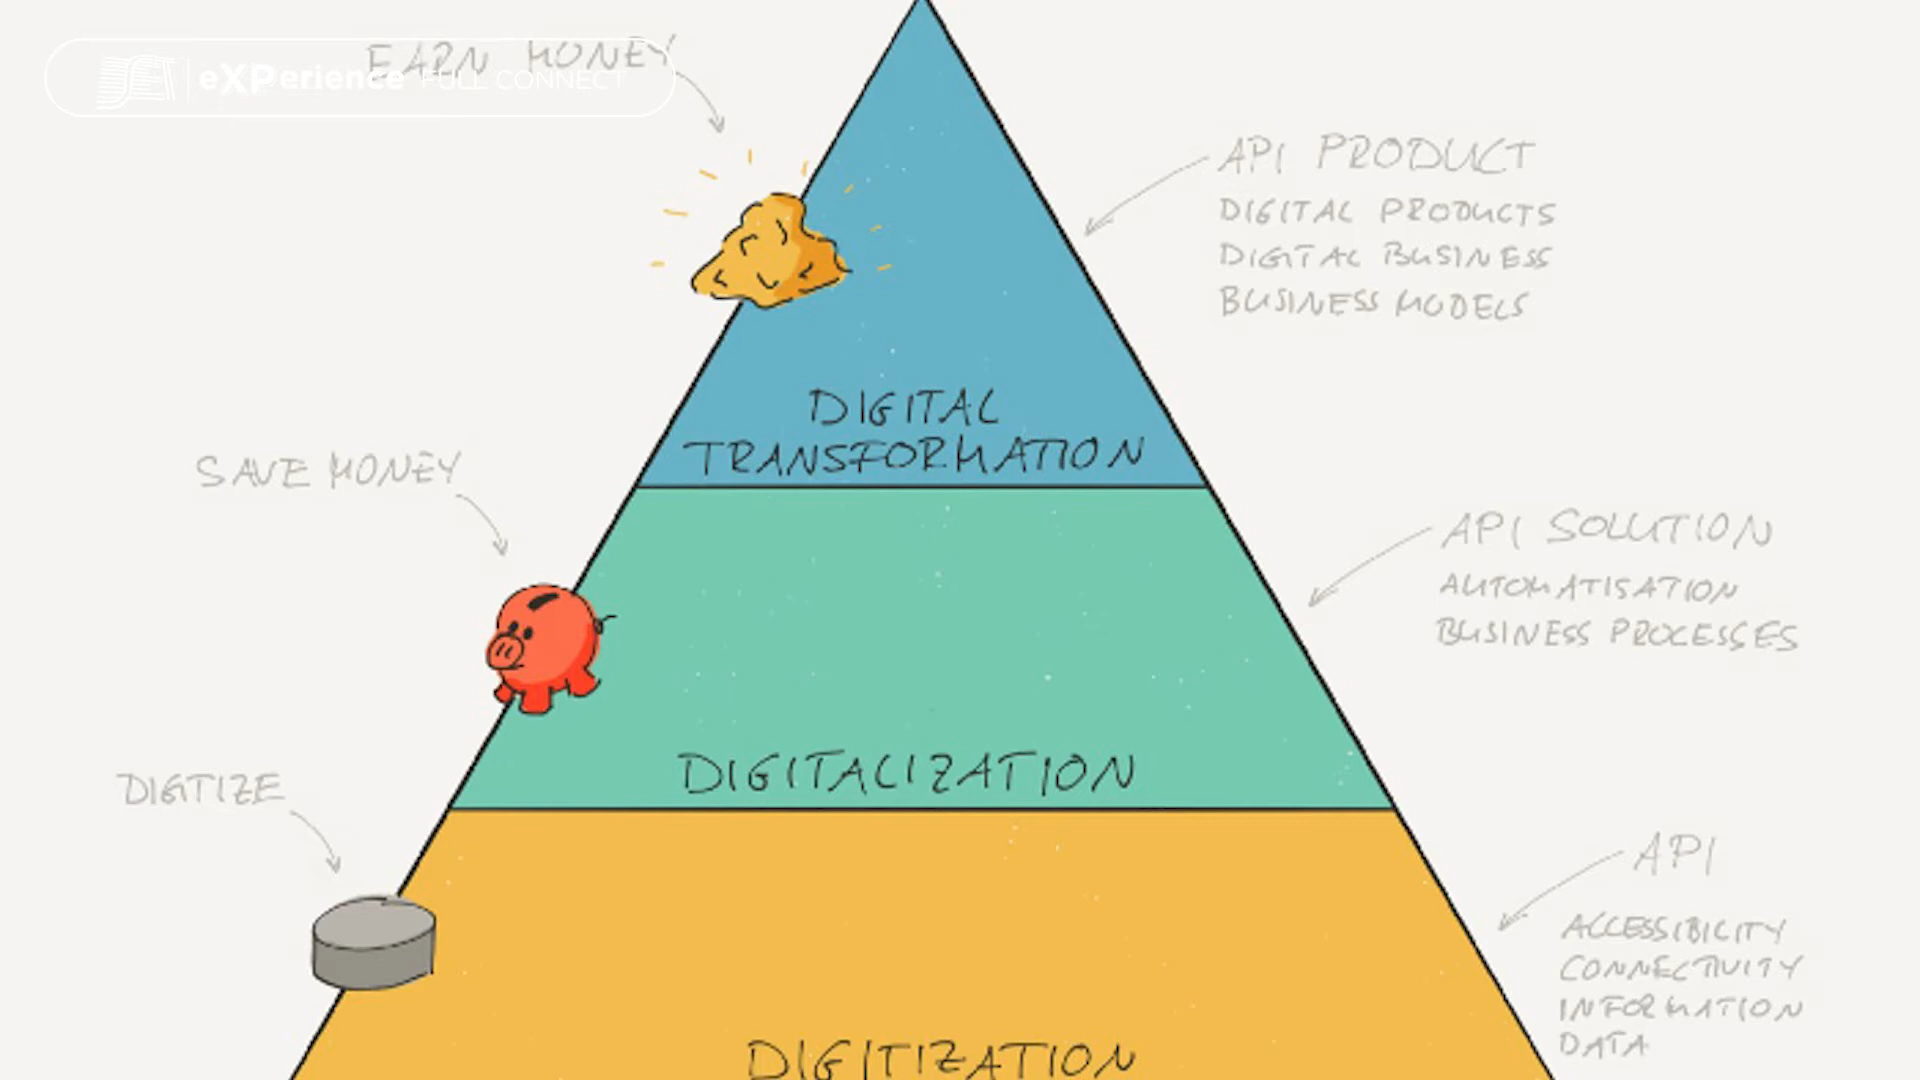 EARN MONEY
SET eXPerience FULL CONNECT
API PRODUCT
DIGITAL PRODUCTS
DIGITAL BUSINESS
BUSINESS MODELS
DIGITAL
TRANSFORMATION
SAVE MONEY
API SOLUTION
AUTOMATISATION
BUSINESS PROCESSES
DIGITALIZATION
DIGTIZE
API
ACCESSIBILITY
CONNECTIVITY
INFORMATION
DATA
DIGITIZATION